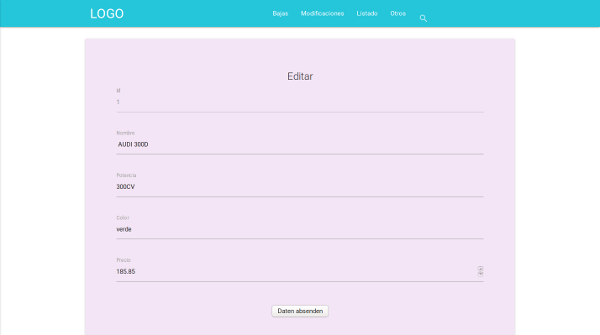 LOGO Bajas Modificaciones Listado Otros
Editar
Id
1
Nombre
AUDI 300D
Potencia
300CV
Color
verde
Precio
185.85
Daten absenden